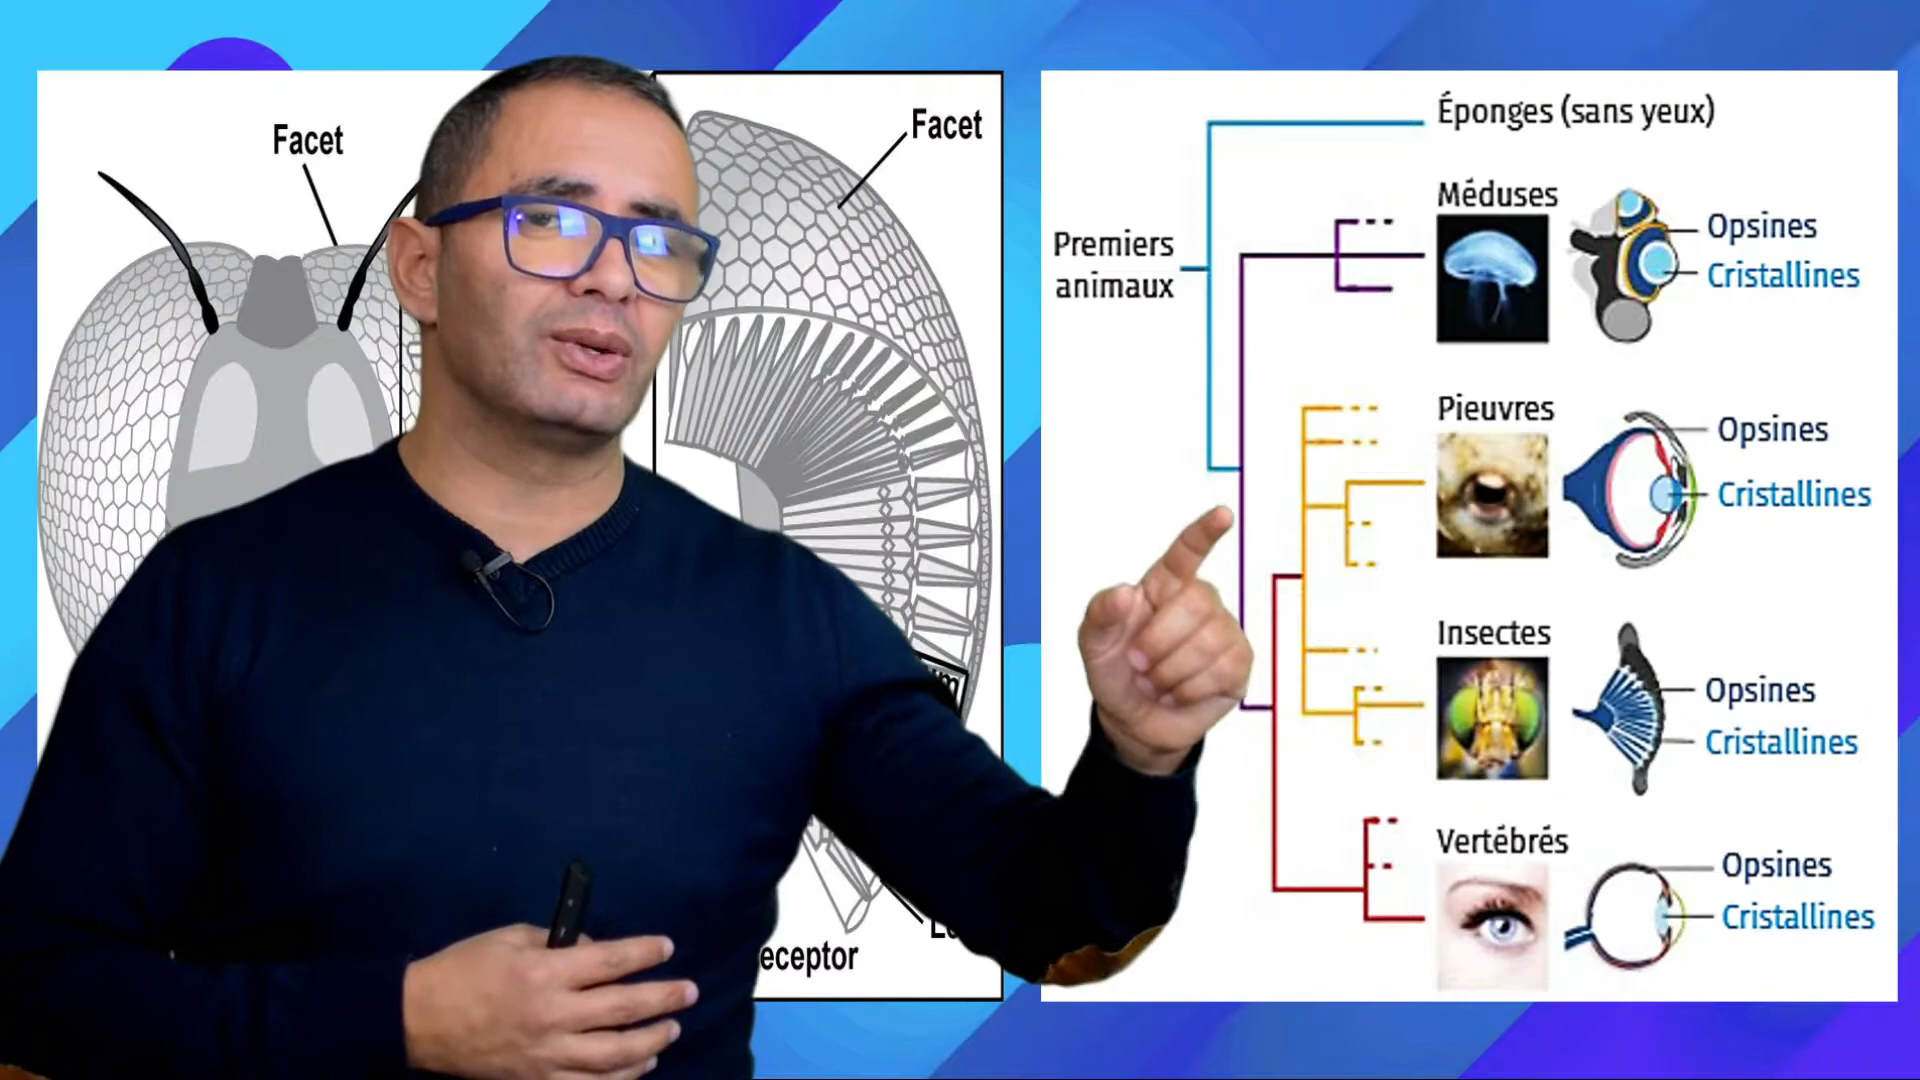 Facet
Facet
Éponges (sans yeux)
Méduses
Opsines
Cristallines
Premiers
animaux
Pieuvres
Opsines
Cristallines
Insectes
Opsines
Cristallines
Vertébrés
Opsines
Cristallines
eceptor